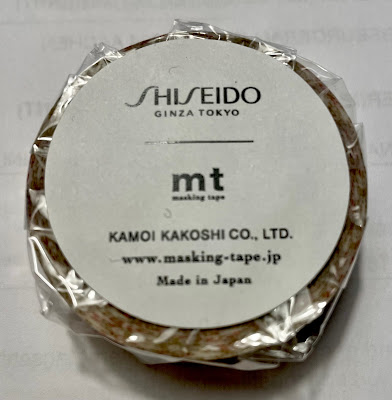 SHISEIDO
GINZA TOKYO
mt
masking tape
KAMOI KAKOSHI CO., LTD.
www.masking-tape.jp
Made in Japan